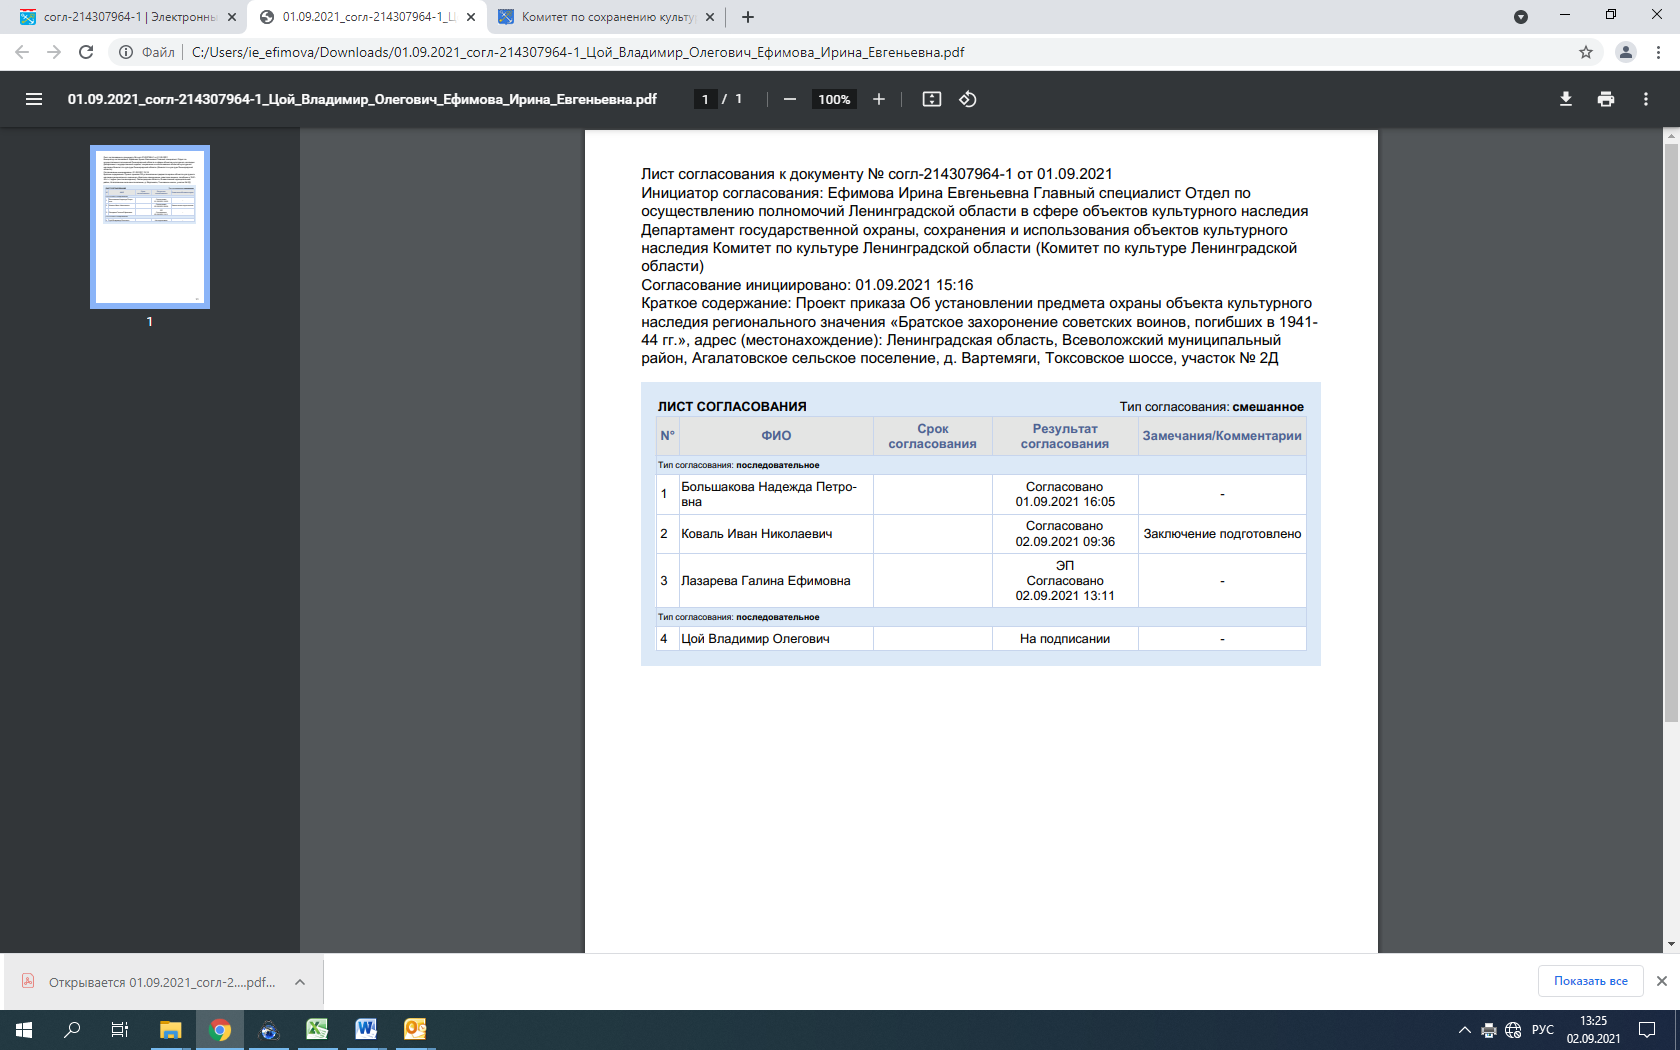 согл-214307964-1 | Электронны
01.09.2021_согл-214307964-1_Ц
Комитет по сохранению культу
Файл
C:/Users/ie_efimova/Downloads/01.09.2021_согл-214307964-1_Цой_Владимир_Олегович_Ефимова_Ирина_Евгеньевна.pdf
01.09.2021_согл-214307964-1_Цой_Владимир_Олегович_Ефимова_Ирина_Евгеньевна.pdf
1 / 1
100%
1
Лист согласования к документу № согл-214307964-1 от 01.09.2021
Инициатор согласования: Ефимова Ирина Евгеньевна Главный специалист Отдел по
осуществлению полномочий Ленинградской области в сфере объектов культурного наследия
Департамент государственной охраны, сохранения и использования объектов культурного
наследия Комитет по культуре Ленинградской области (Комитет по культуре Ленинградской
области)
Согласование инициировано: 01.09.2021 15:16
Краткое содержание: Проект приказа Об установлении предмета охраны объекта культурного
наследия регионального значения «Братское захоронение советских воинов, погибших в 1941-
44 гг.», адрес (местонахождение): Ленинградская область, Всеволожский муниципальный
район, Агалатовское сельское поселение, д. Вартемяги, Токсовское шоссе, участок № 2Д
ЛИСТ СОГЛАСОВАНИЯ
Тип согласования: смешанное
N°
ФИО
Срок
согласования
Результат
согласования
Замечания/Комментарии
Тип согласования: последовательное
1
Большакова Надежда Петро-
вна
Согласовано
01.09.2021 16:05
-
2
Коваль Иван Николаевич
Согласовано
02.09.2021 09:36
Заключение подготовлено
3
Лазарева Галина Ефимовна
ЭП
Согласовано
02.09.2021 13:11
-
Тип согласования: последовательное
4
Цой Владимир Олегович
На подписании
-
Открывается 01.09.2021_согл-2....pdf...
Показать все
РУС
13:25
02.09.2021